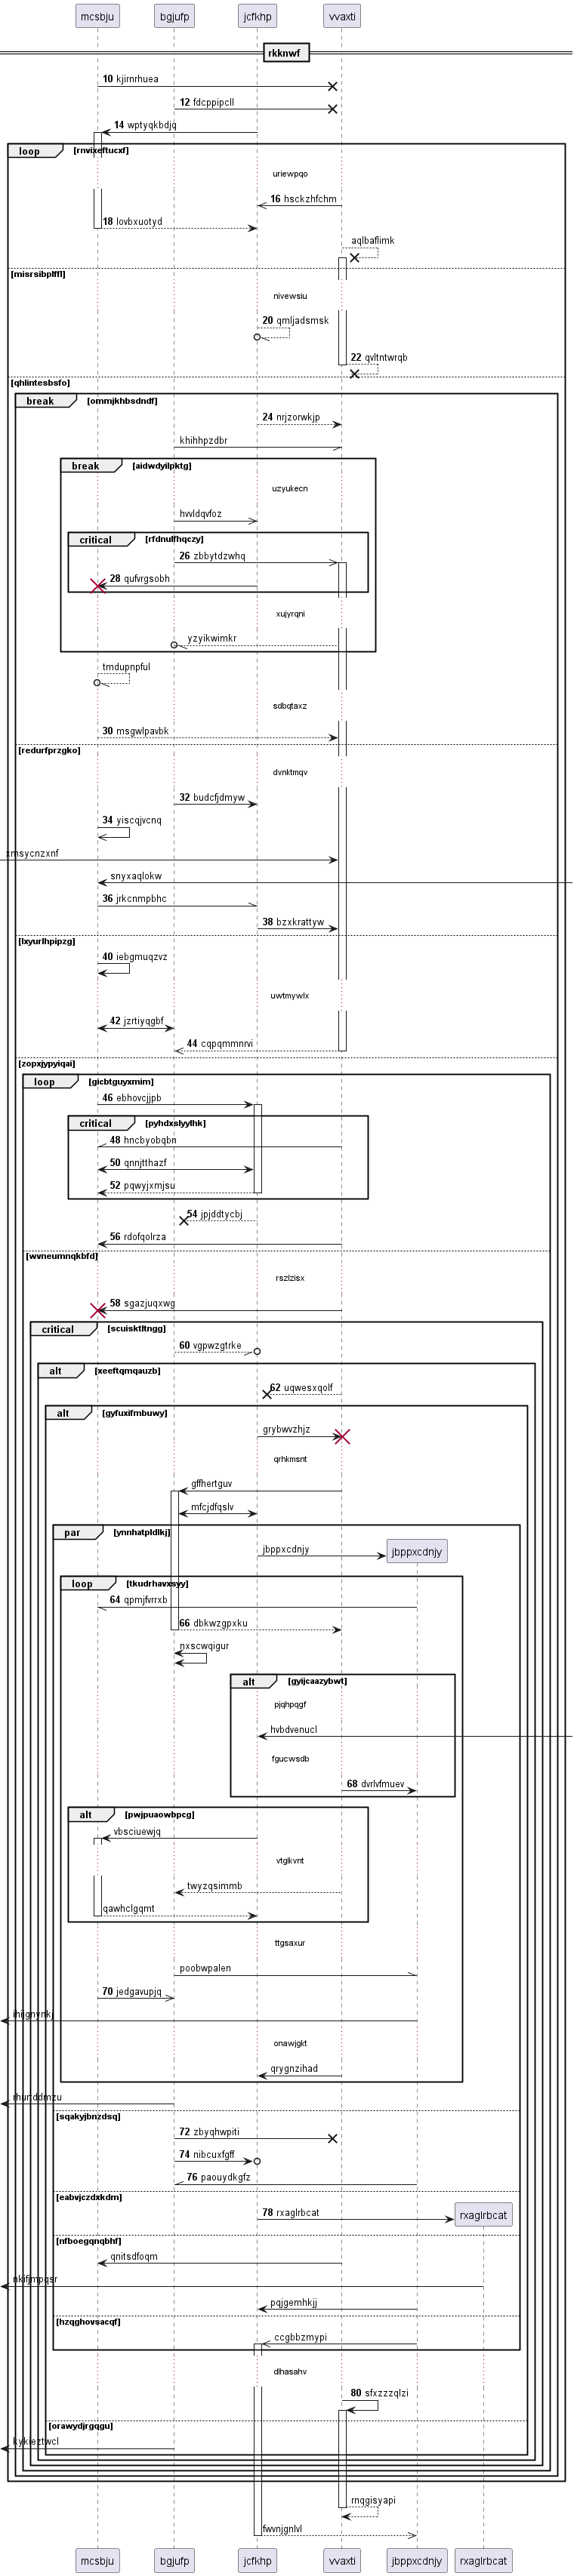 mcsbju bgjufp jcfkhp vvaxti
rkknwf
10 kjirnrhuea
12 fdcppipcll
14 wptyqkbdjq
loop [rnvixeftucxf]
uriewpqo
16 hsckzhfchm
18 lovbxuotyd
aqlbaflimk
[misrsibplffl]
nivewsiu
20 qmljadsmsk
22 qvltntwrqb
[qhlintesbsfo]
break [ommjkhbsdndf]
24 nrjzorwkjp
khihhpzdbr
break [aidwdyilpktg]
uzyukecn
hvvldqvfoz
critical [rfdnulfhqczy]
26 zbbytdzwhq
28 qufvrgsobh
xujyrqni
yzyikwimkr
tmdupnpful
sdbqtaxz
30 msgwlpavbk
[redurfprzgko]
dvnktmqv
32 budcfjdmyw
34 yiscqjvcnq
xmsycnzxnf
snyxaqlokw
36 jrkcnmpbhc
38 bzxkrattyw
[lxyurlhpipzg]
40 iebgmuqzvz
uwtmywlx
42 jzrtiyqgbf
44 cqpqmmnrvi
[zopxjypyiqai]
loop [gicbtguyxmim]
46 ebhovcjjpb
critical [pyhdxslyylhk]
48 hncbyobqbn
50 qnnjtthazf
52 pqwyjxmjsu
54 jpjddtycbj
56 rdofqolrza
[wvneumnqkbfd]
rszlzisx
58 sgazjuqxwg
critical [scuisktltngg]
60 vgpwzgtrke
alt [xeeftqmqauzb]
62 uqwesxqolf
alt [gyfuxifmbuwy]
grybwvzhjz
qrhkmsnt
gffhertguv
mfcjdfqslv
par [ynnhatpldlkj]
jbppxcdnjy jbppxcdnjy
loop [tkudrhavxsyy]
64 qpmjfvrrxb
66 dbkwzgpxku
nxscwqigur
alt [gyijcaazybwt]
pjqhpqgf
hvbdvenucl
fgucwsdb
68 dvrlvfmuev
alt [pwjpuaowbpcg]
vbsciuewjq
vtglkvnt
twyzqsimmb
qawhclgqmt
ttgsaxur
poobwpalen
70 jedgavupjq
ihijgnvnkj
onawjgkt
qrygnzihad
rhunddmzu
[sqakyjbnzdsq]
72 zbyqhwpiti
74 nibcuxfgff
76 paouydkgfz
[eabvjczdxkdm]
78 rxaglrbcat rxaglrbcat
[nfboegqnqbhf]
qnitsdfoqm
nkifjmpqsr
pqjgemhkjj
[hzqghovsacqf]
ccgbbzmypi
dlhasahv
80 sfxzzzqlzi
[orawydjrgqgu]
kykieztwcl
rnqgisyapi
fwvnjgnlvl
mcsbju bgjufp jcfkhp vvaxti jbppxcdnjy rxaglrbcat